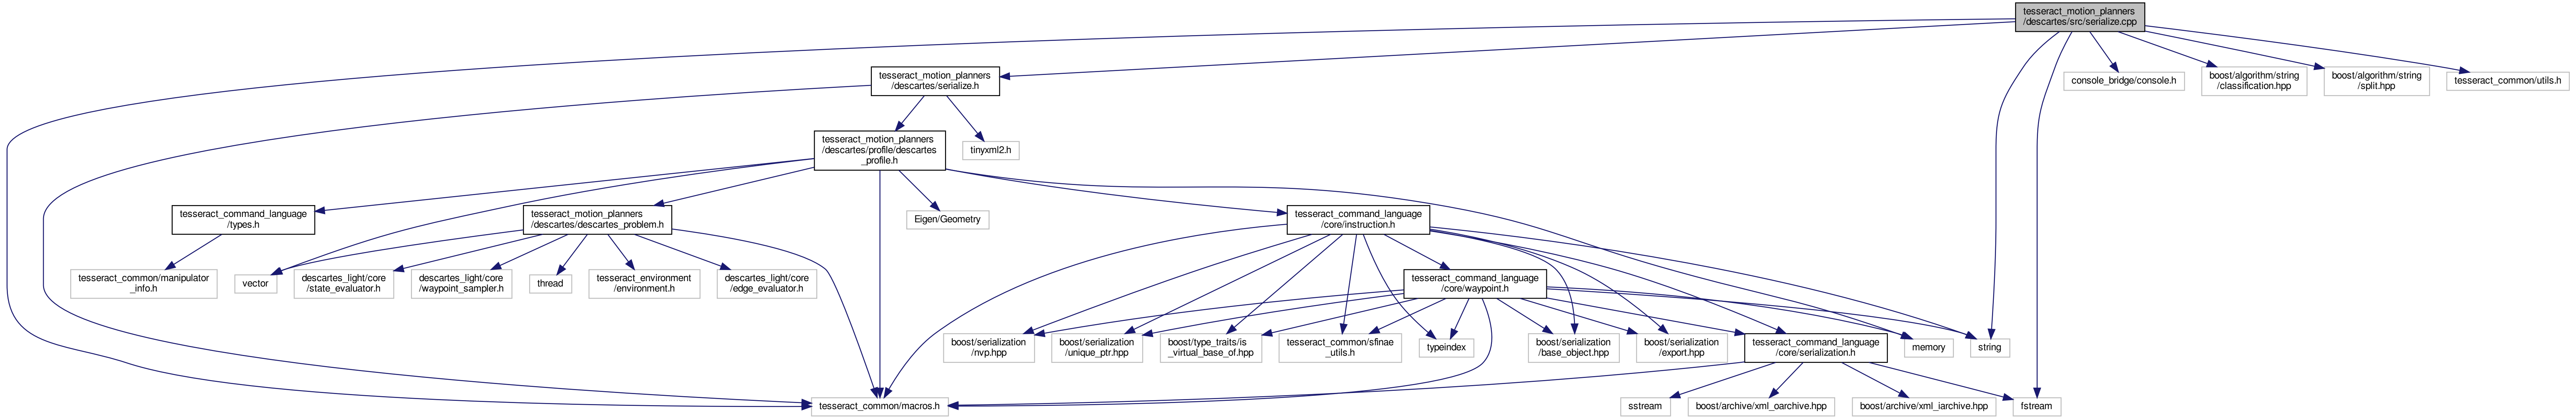 tesseract_motion_planners
/descartes/src/serialize.cpp
tesseract_motion_planners
/descartes/serialize.h
console_bridge/console.h
boost/algorithm/string
/classification.hpp
boost/algorithm/string
/split.hpp
tesseract_common/utils.h
tesseract_motion_planners
/descartes/profile/descartes
_profile.h
tinyxml2.h
tesseract_command_language
/types.h
tesseract_motion_planners
/descartes/descartes_problem.h
Eigen/Geometry
tesseract_command_language
/core/instruction.h
tesseract_common/manipulator
_info.h
vector
descartes_light/core
/state_evaluator.h
descartes_light/core
/waypoint_sampler.h
thread
tesseract_environment
/environment.h
descartes_light/core
/edge_evaluator.h
tesseract_command_language
/core/waypoint.h
boost/serialization
/nvp.hpp
boost/serialization
/unique_ptr.hpp
boost/type_traits/is
_virtual_base_of.hpp
tesseract_common/sfinae
_utils.h
typeindex
boost/serialization
/base_object.hpp
boost/serialization
/export.hpp
tesseract_command_language
/core/serialization.h
memory
string
tesseract_common/macros.h
sstream
boost/archive/xml_oarchive.hpp
boost/archive/xml_iarchive.hpp
fstream